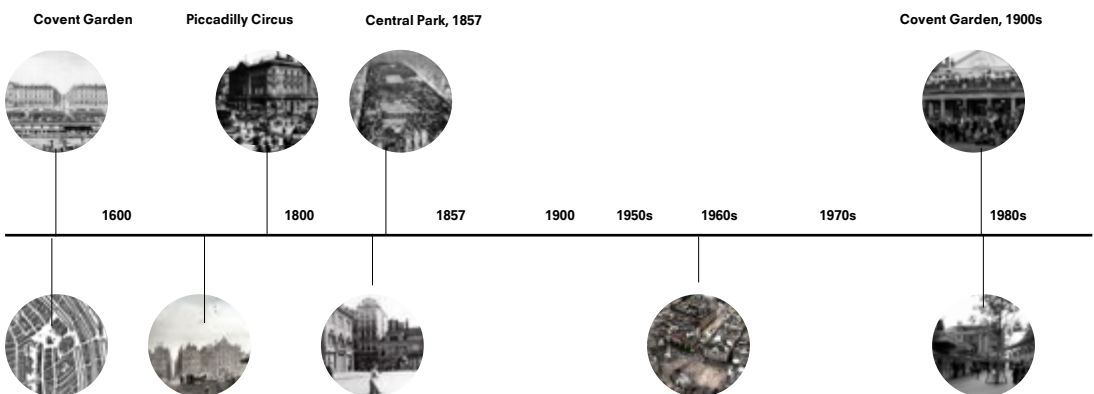 Covent Garden
Piccadilly Circus
Central Park, 1857
Covent Garden, 1900s
1600
1800
1857
1900
1950s
1960s
1970s
1980s